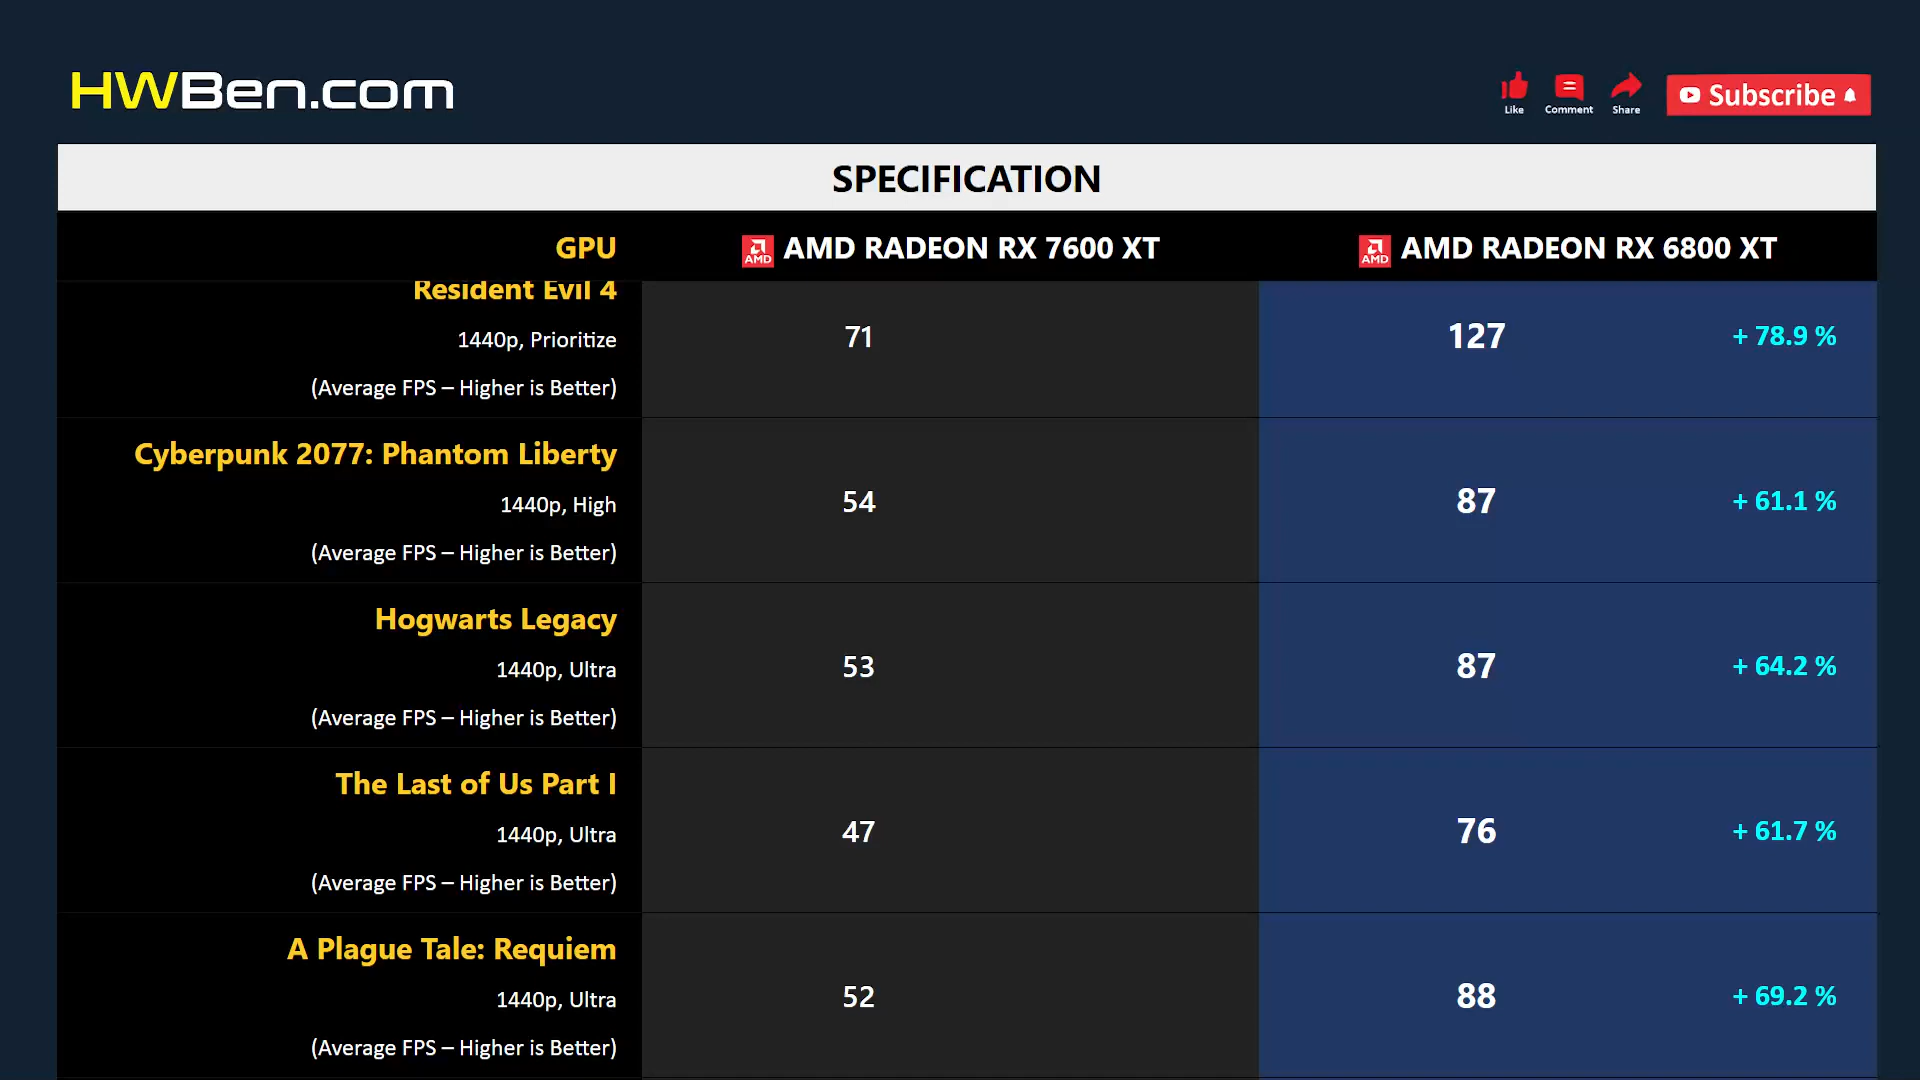 HWBen.com
Like
Comment
Share
Subscribe
SPECIFICATION
GPU
AMD
AMD RADEON RX 7600 XT
AMD
AMD RADEON RX 6800 XT
Resident Evil 4
1440p, Prioritize
(Average FPS – Higher is Better)
71
127
+ 78.9 %
Cyberpunk 2077: Phantom Liberty
1440p, High
(Average FPS – Higher is Better)
54
87
+ 61.1 %
Hogwarts Legacy
1440p, Ultra
(Average FPS – Higher is Better)
53
87
+ 64.2 %
The Last of Us Part I
1440p, Ultra
(Average FPS – Higher is Better)
47
76
+ 61.7 %
A Plague Tale: Requiem
1440p, Ultra
(Average FPS – Higher is Better)
52
88
+ 69.2 %